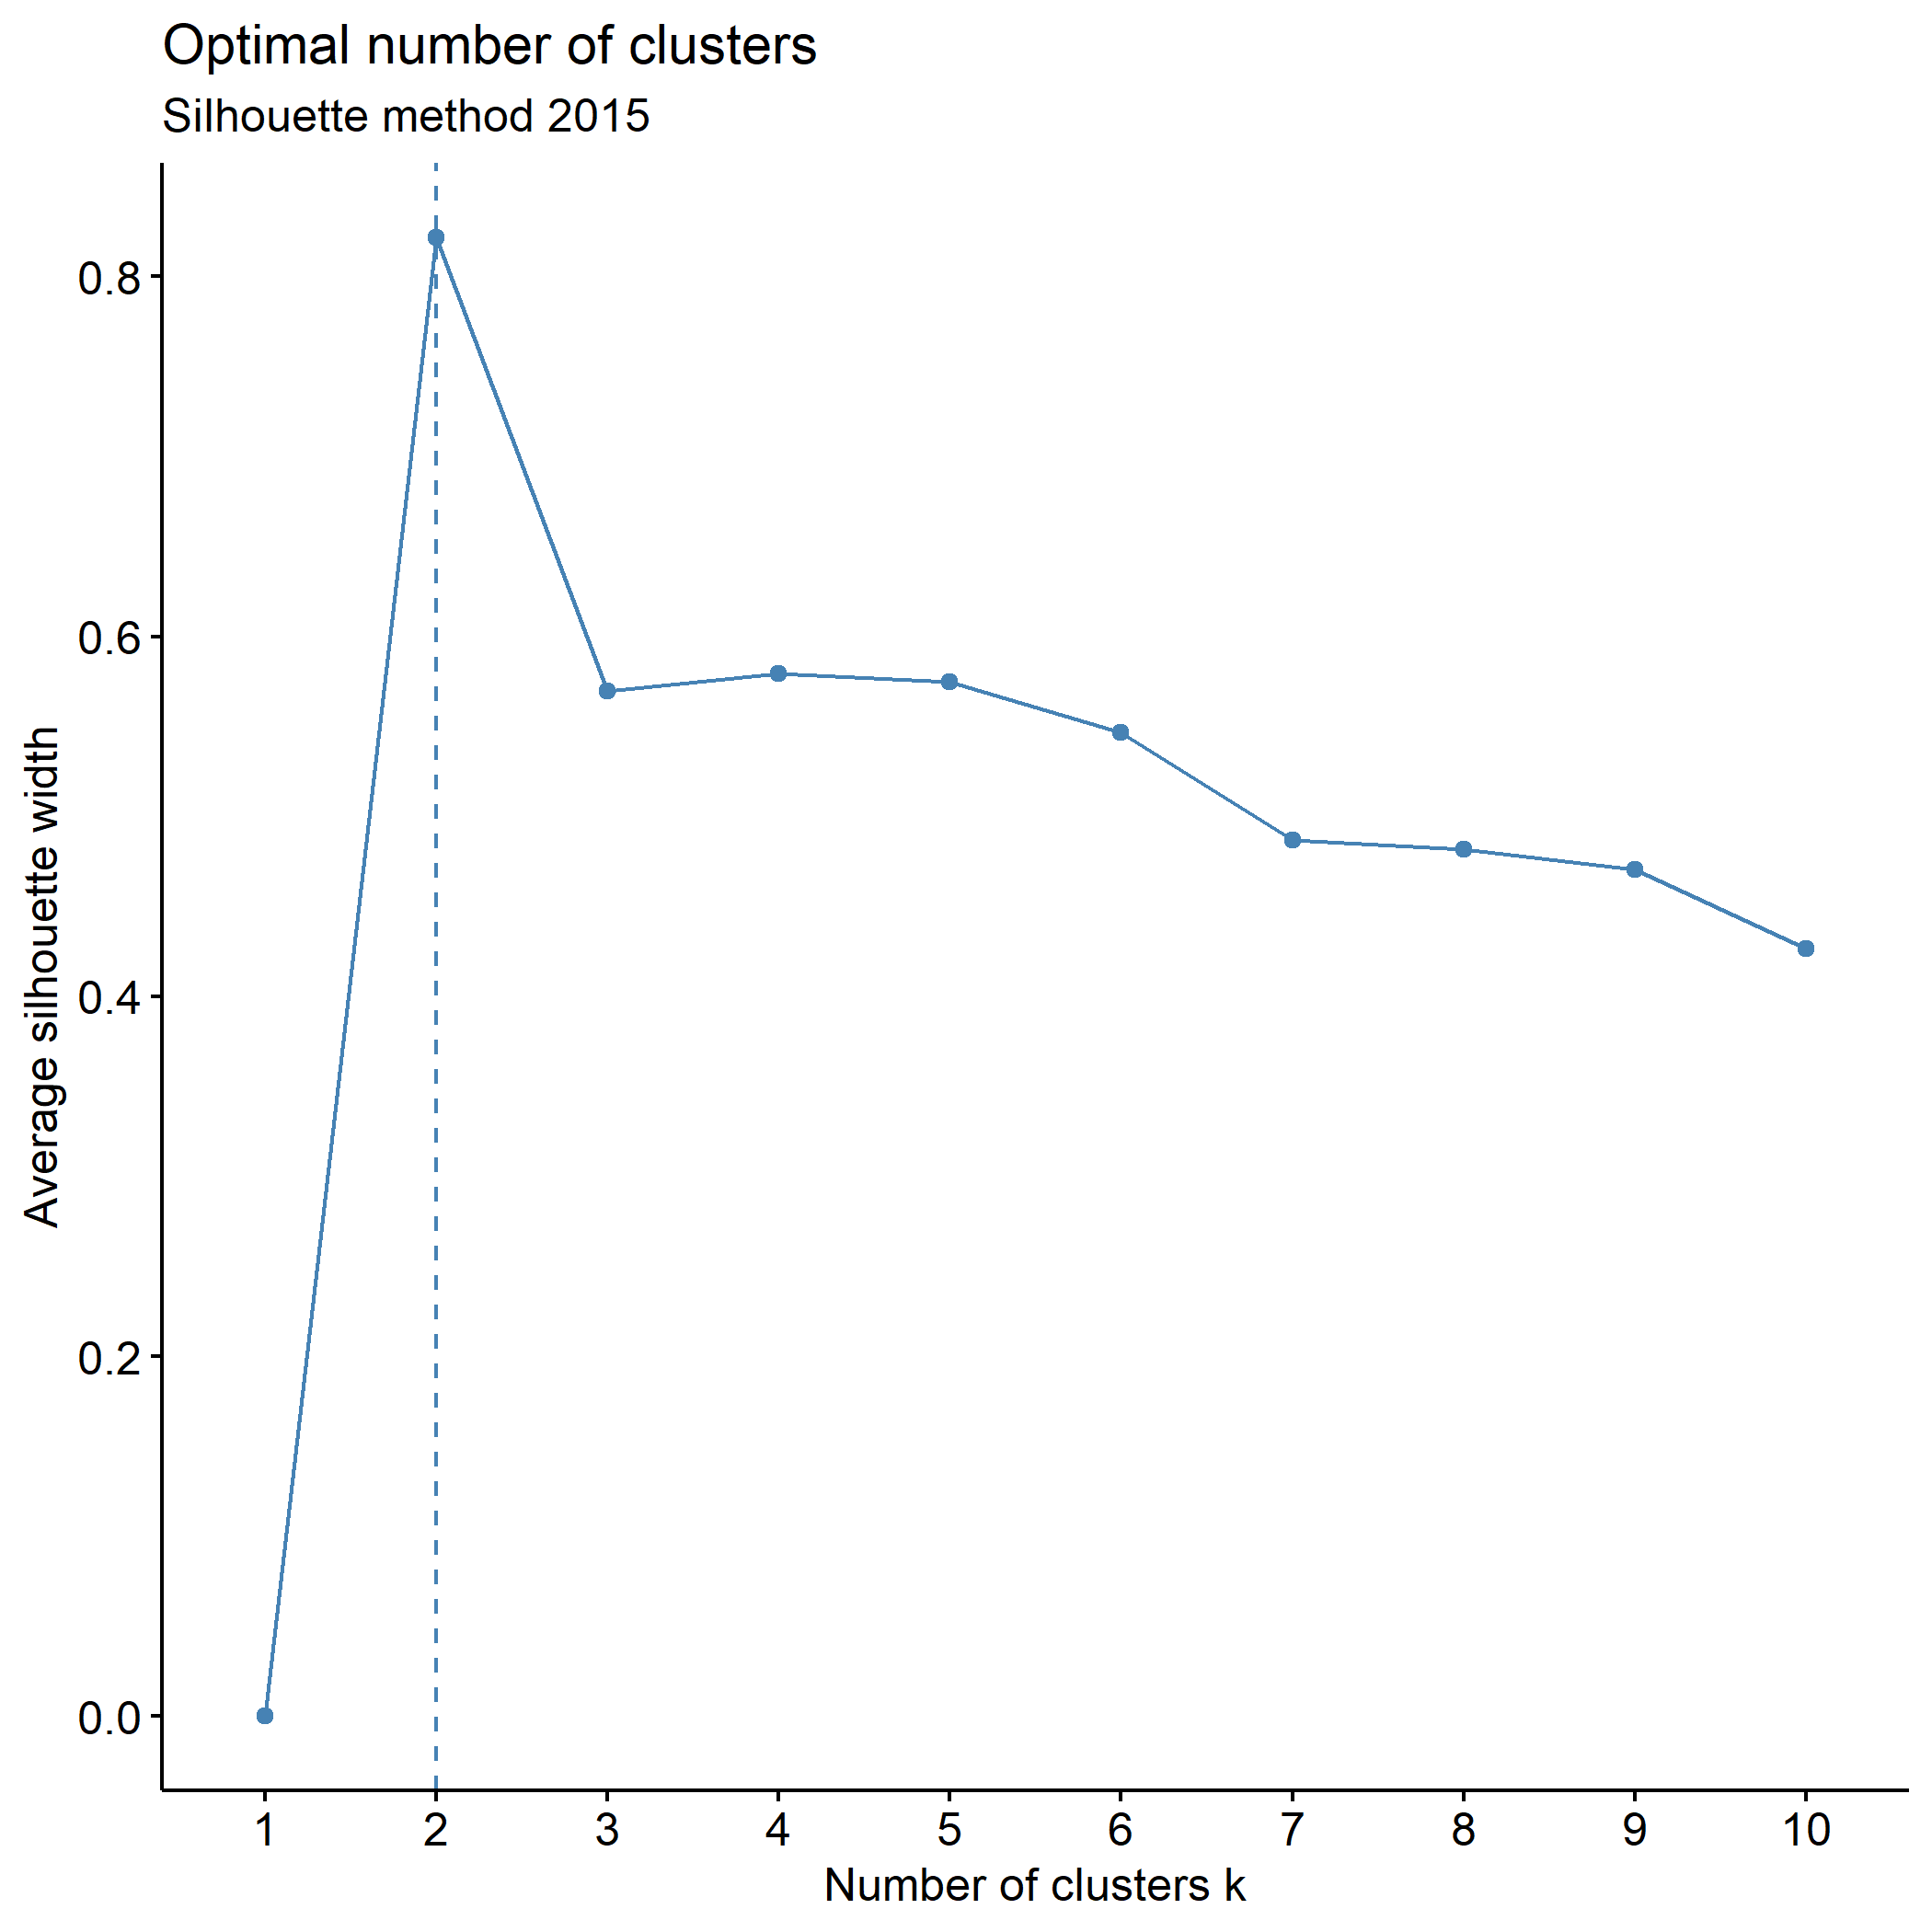 Optimal number of clusters
Silhouette method 2015
Average silhouette width
0.8
0.6
0.4
0.2
0.0
1 2 3 4 5 6 7 8 9 10
Number of clusters k